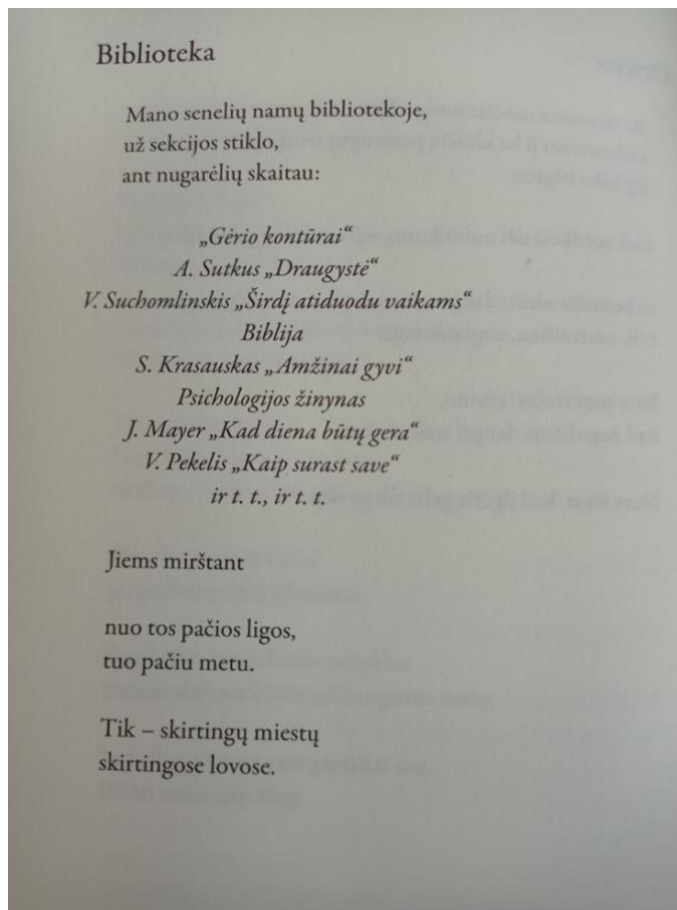 Biblioteka
Mano senelių namų bibliotekoje,
už sekcijos stiklo,
ant nugarėlių skaitau:
„Gėrio kontūrai“
A. Sutkus „Draugystė“
V. Suchomlinskis „Širdį atiduodu vaikams“
Biblija
S. Krasauskas „Amžinai gyvi“
Psichologijos žinynas
J. Mayer „Kad diena būtų gera“
V. Pekelis „Kaip surast save“
ir t. t., ir t. t.
Jiems mirštant
nuo tos pačios ligos,
tuo pačiu metu.
Tik – skirtingų miestų
skirtingose lovose.